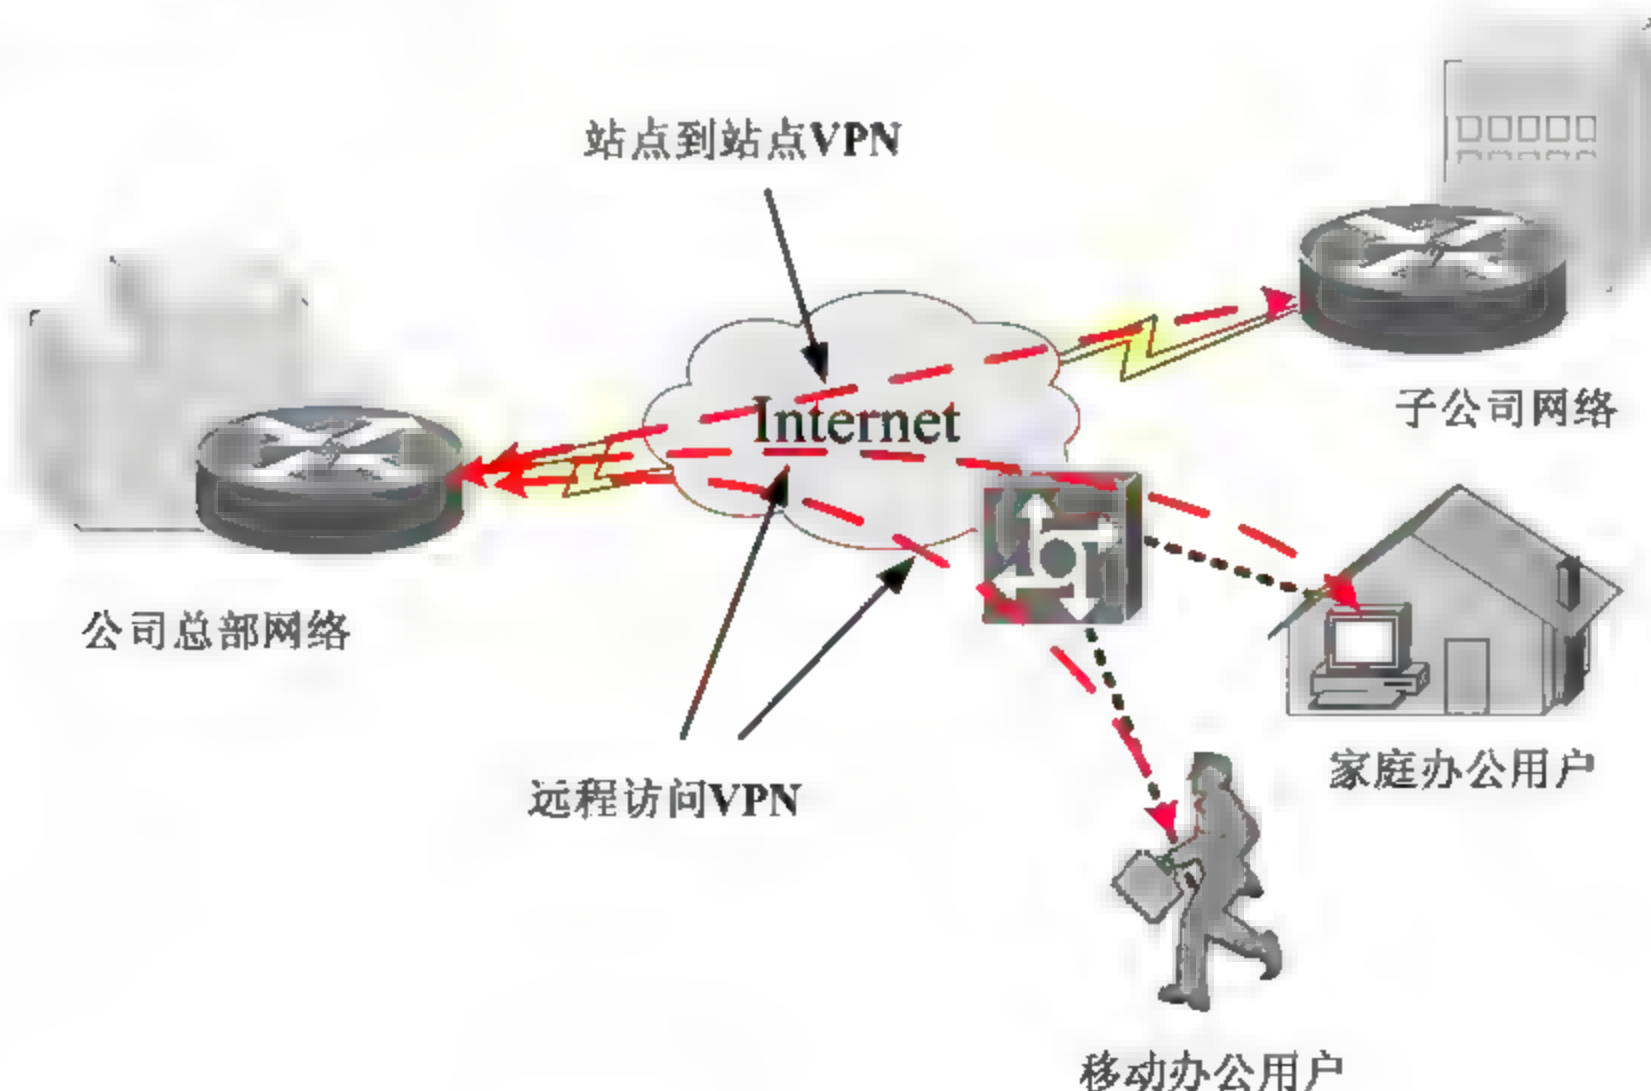 站点到站点VPN
Internet
子公司网络
公司总部网络
家庭办公用户
远程访问VPN
移动办公用户